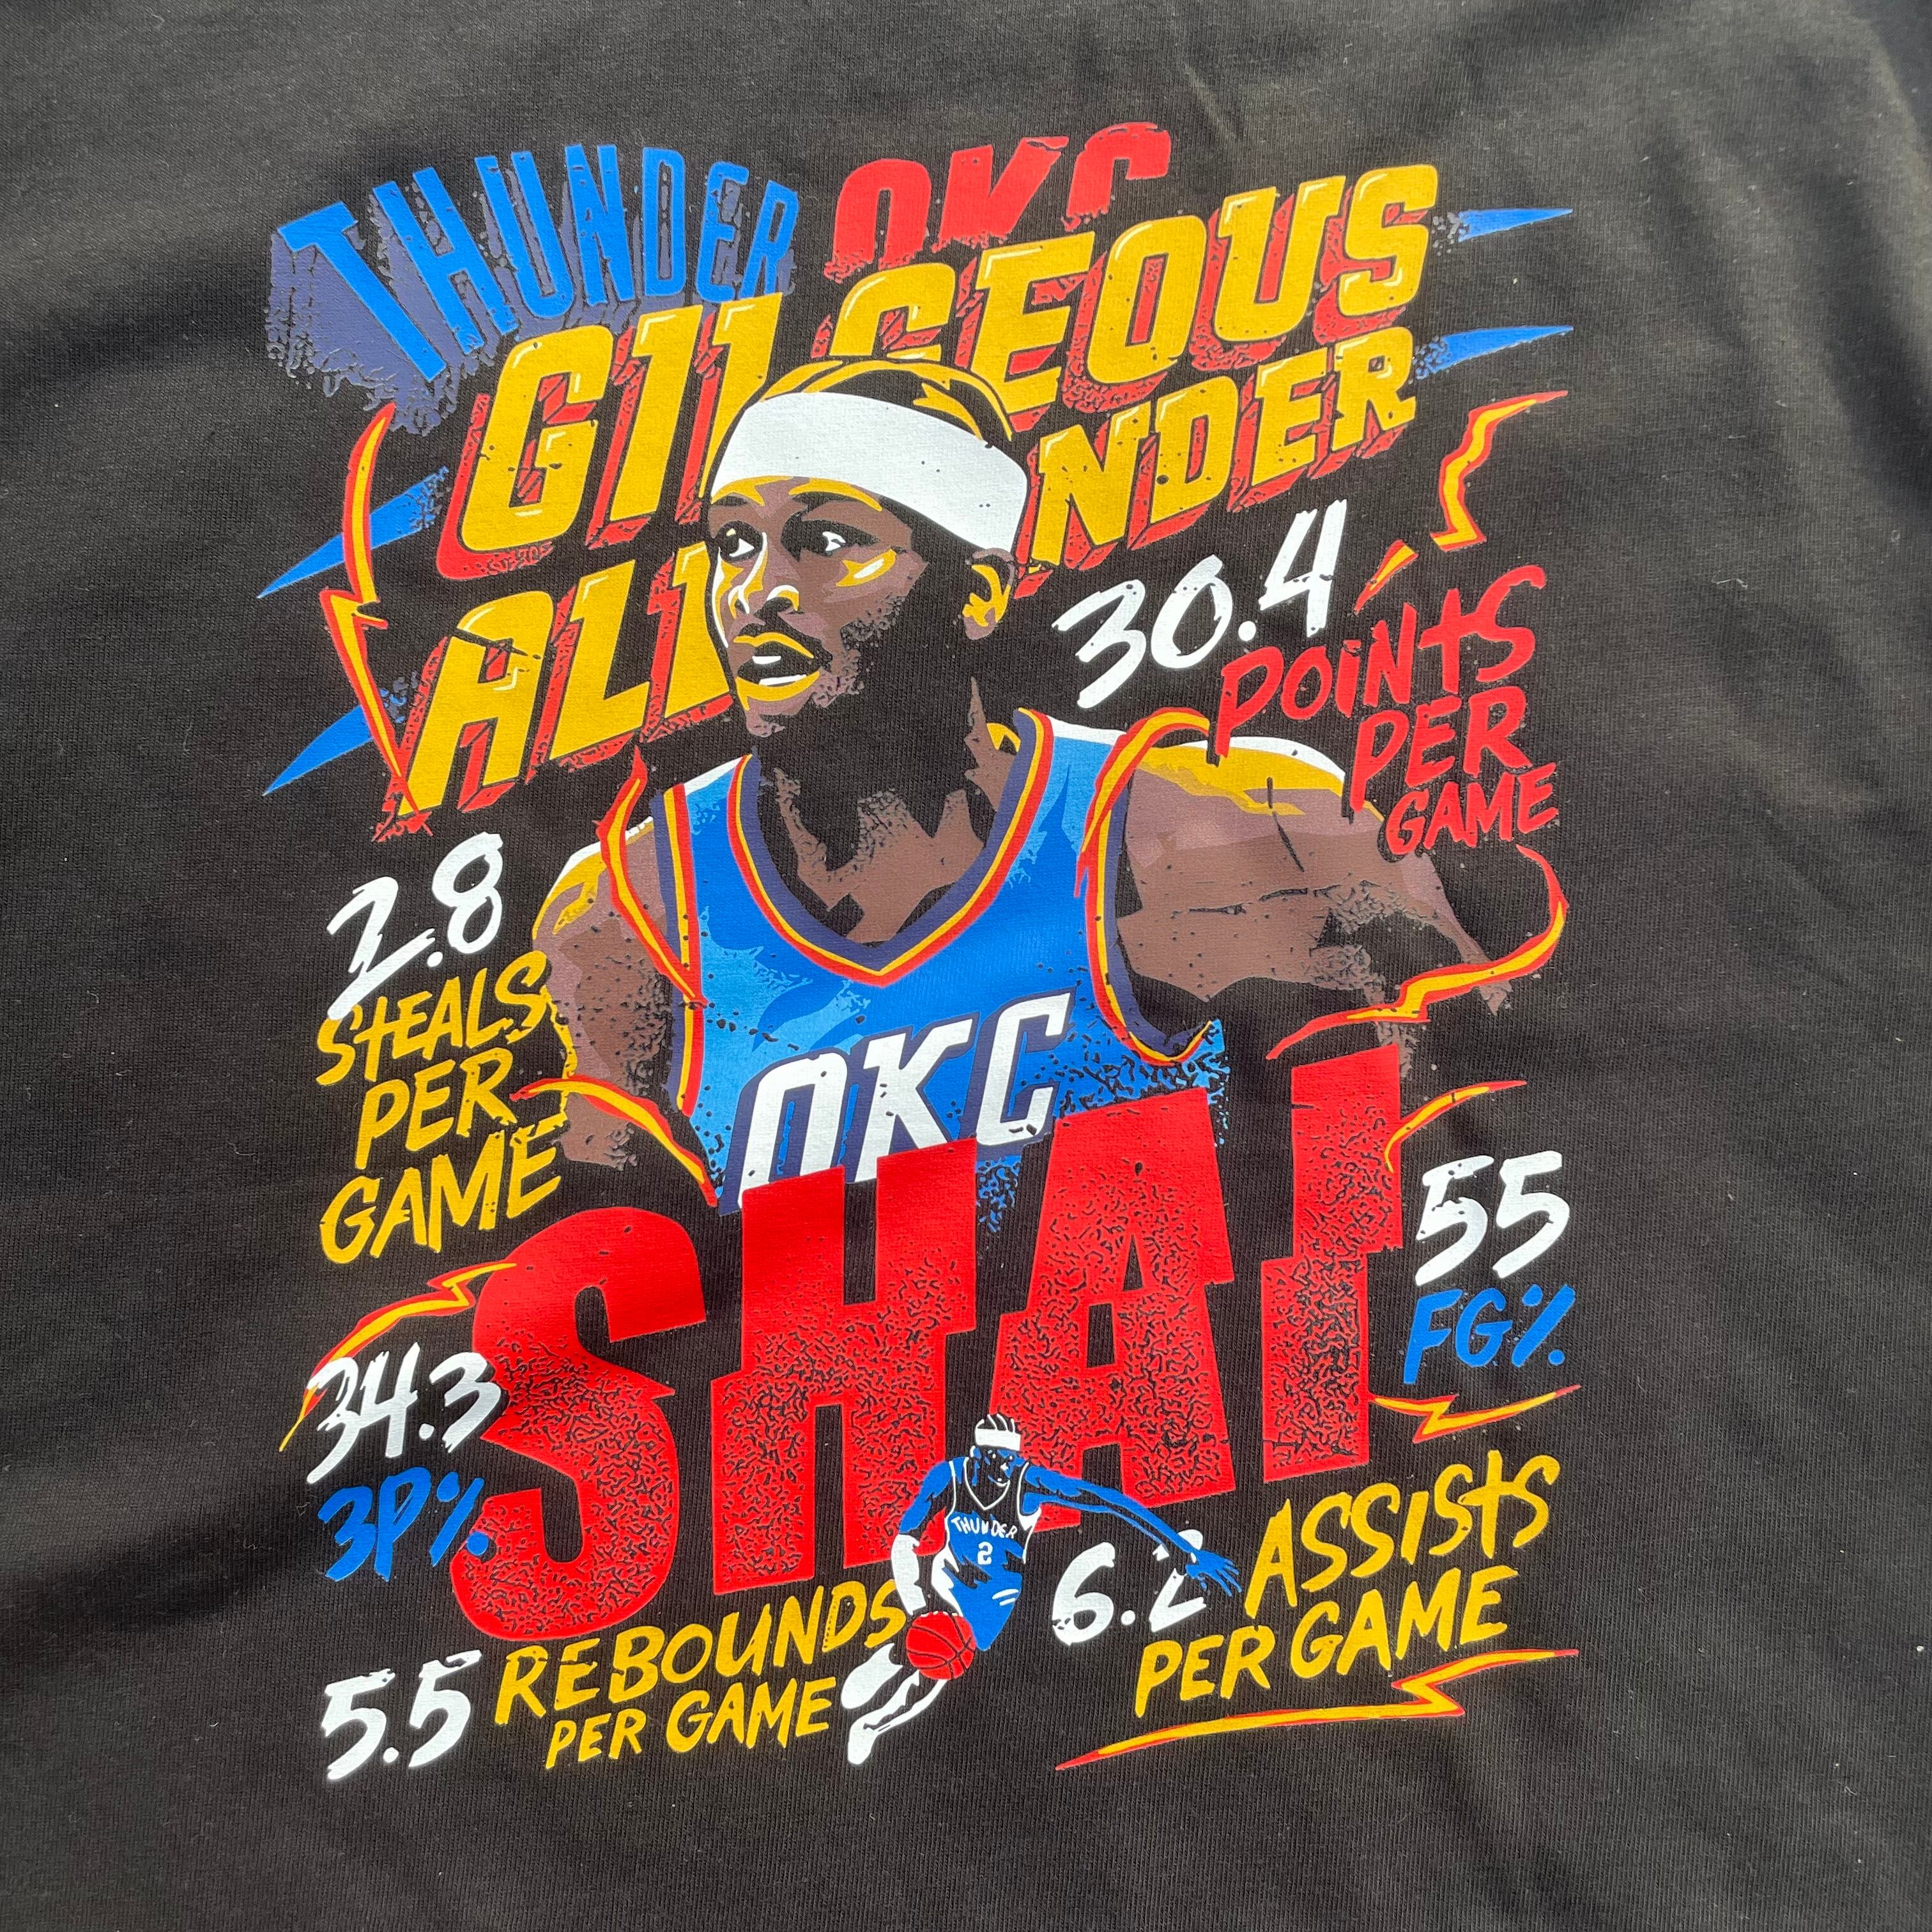 THUNDER OKC
GILGEOUS
NDER
30.4
POINTS
PER
GAME
2.8
STEALS
PER
GAME
OKC
SHAI
55
FG%
34.3
3P%
THUNDER
2
6.2 ASSISTS
PER GAME
5.5 REBOUNDS
PER GAME